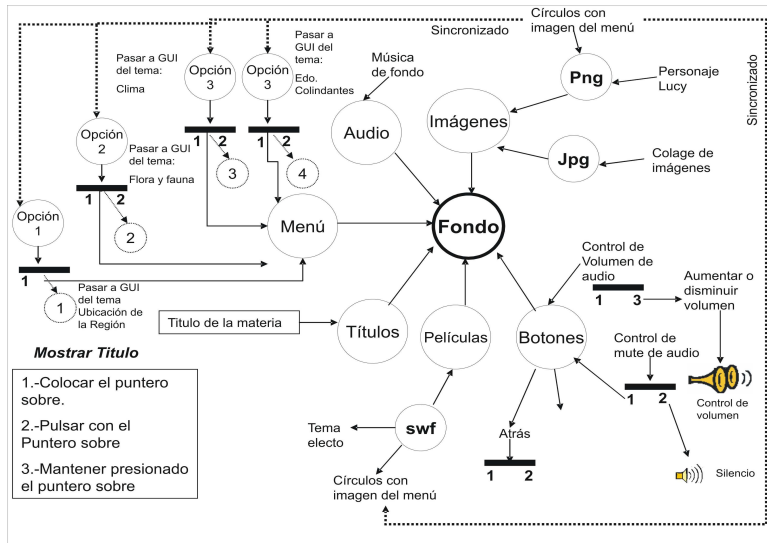 Círculos con
imagen del menú
Sincronizado
Sincronizado
Pasar a
GUI del
tema:
Edo.
Colindantes
Pasar a GUI
del tema:
Clima
Opción
3
Opción
3
Música
de fondo
Png
Personaje
Lucy
Imágenes
Audio
Opción
2
Pasar a GUI
del tema:
Flora y fauna
1 2
1 2
3
4
Jpg
Colage de
imágenes
1 2
Opción
1
2
Menú
Fondo
Control de
Volumen de
audio
Aumentar o
disminuir
volumen
1 3
1
1
Pasar a GUI
del tema
Ubicación de
la Región
Titulo de la materia
Títulos
Películas
Botones
Control de
mute de audio
Mostrar Titulo
1.-Colocar el puntero
sobre.
2.-Pulsar con el
Puntero sobre
3.-Mantener presionado
el puntero sobre
1 2
Control de
volumen
Tema
electo
swf
Atrás
1 2
Silencio
Círculos con
imagen del menú